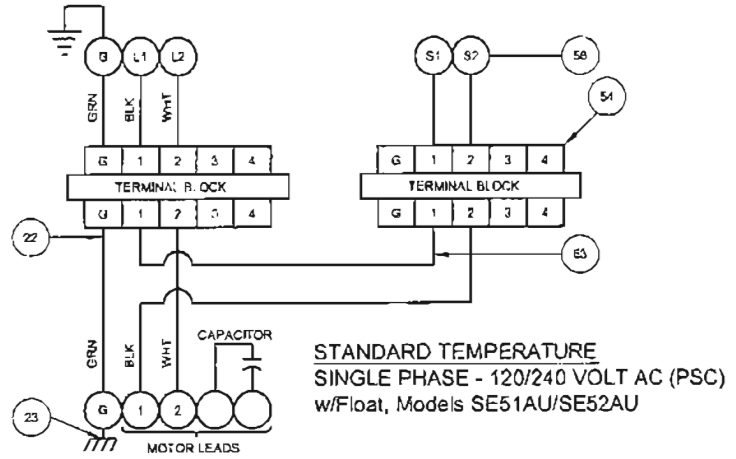 G L1 L2
S1 S2
58
54
GRN
BLK
WHT
G 1 2 3 4
TERMINAL BLOCK
G 1 2 3 4
G 1 2 3 4
TERMINAL BLOCK
G 1 2 3 4
22
53
GRN
BLK
WHT
CAPACITOR
G 1 2
23
MOTOR LEADS
STANDARD TEMPERATURE
SINGLE PHASE - 120/240 VOLT AC (PSC)
w/Float, Models SE51AU/SE52AU